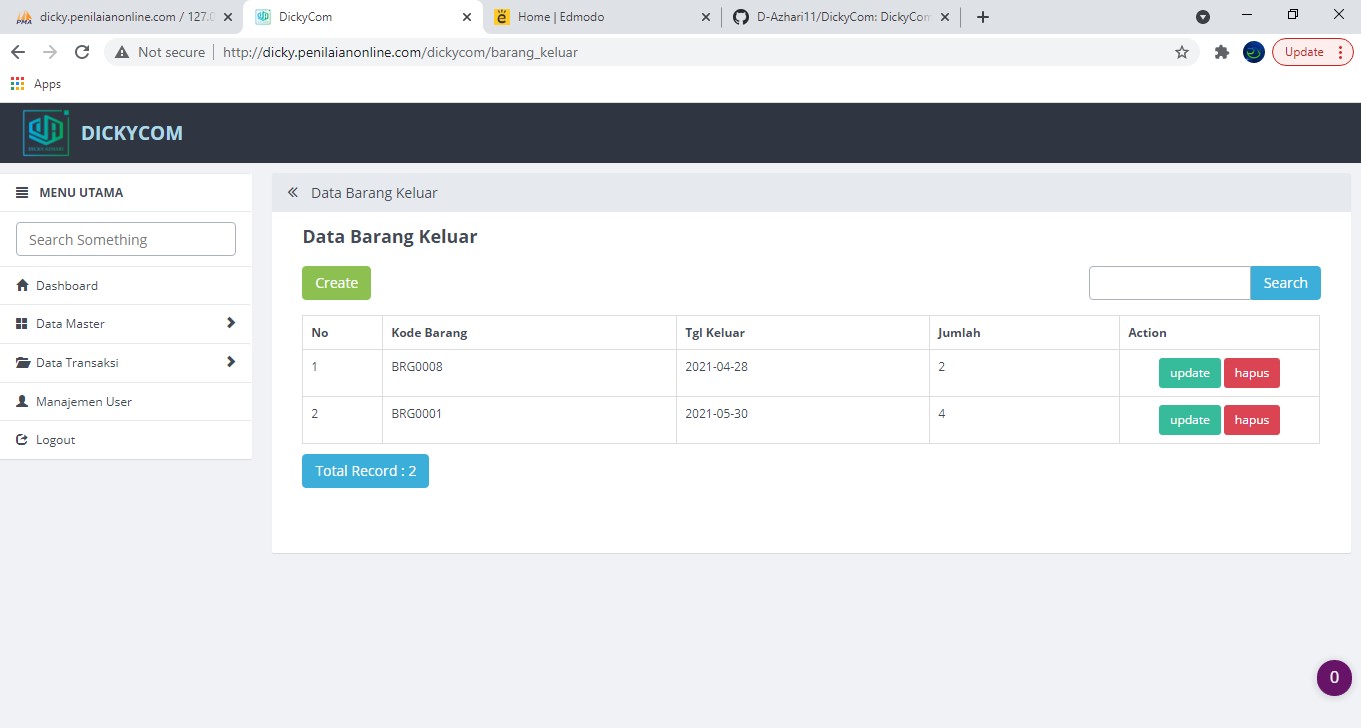 dicky.penilaianonline.com / 127.0
DickyCom
Home | Edmodo
D-Azhari11/DickyCom: DickyCom
Not secure | http://dicky.penilaianonline.com/dickycom/barang_keluar
Update
Apps
DICKYCOM
MENU UTAMA
Search Something
Dashboard
Data Master
Data Transaksi
Manajemen User
Logout
Data Barang Keluar
Data Barang Keluar
Create
Search
No Kode Barang Tgl Keluar Jumlah Action
1 BRG0008 2021-04-28 2 update hapus
2 BRG0001 2021-05-30 4 update hapus
Total Record : 2
0